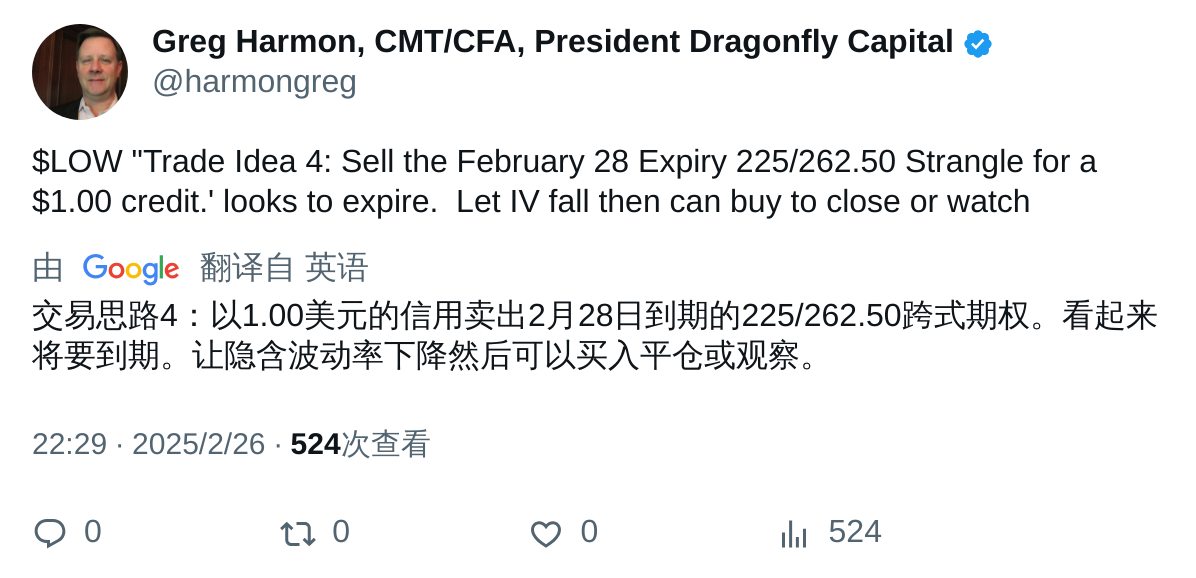 Greg Harmon, CMT/CFA, President Dragonfly Capital
@harmongreg
$LOW "Trade Idea 4: Sell the February 28 Expiry 225/262.50 Strangle for a
$1.00 credit.' looks to expire.  Let IV fall then can buy to close or watch
由 Google 翻译自 英语
交易思路4：以1.00美元的信用卖出2月28日到期的225/262.50跨式期权。看起来
将要到期。让隐含波动率下降然后可以买入平仓或观察。
22:29 · 2025/2/26 · 524次查看
0 0 0 524